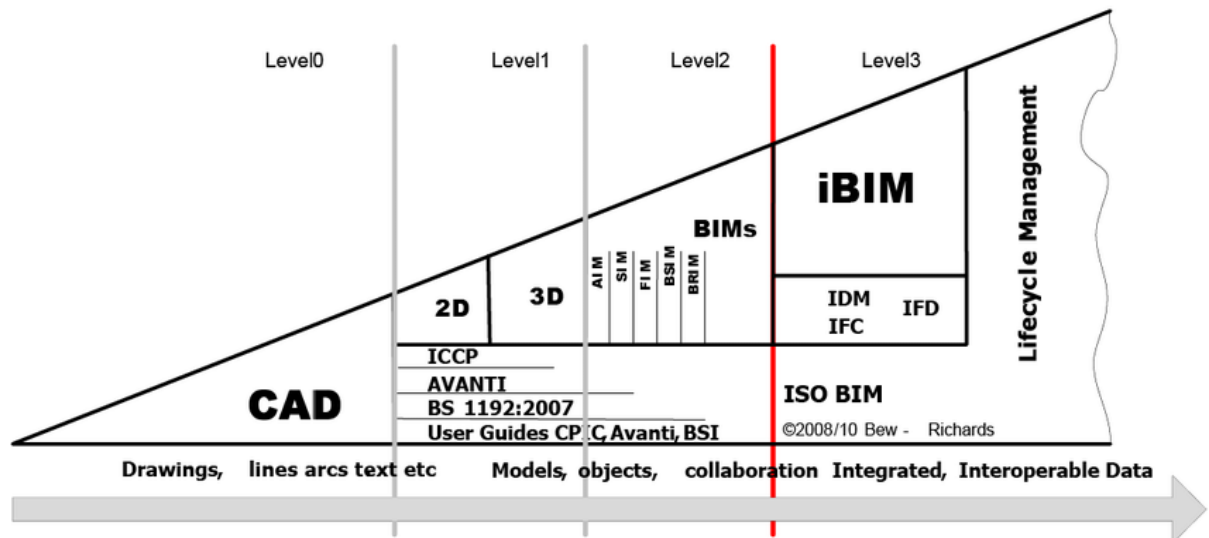 Level0 Level1 Level2 Level3
iBIM
Lifecycle Management
BIMs
AIM
SIM
FIM
BSIM
BRIM
2D 3D
IDM IFD
IFC
ICCP
AVANTI
CAD
BS 1192:2007
ISO BIM
User Guides CPIC, Avanti, BSI
©2008/10 Bew - Richards
Drawings, lines arcs text etc Models, objects, collaboration Integrated, Interoperable Data